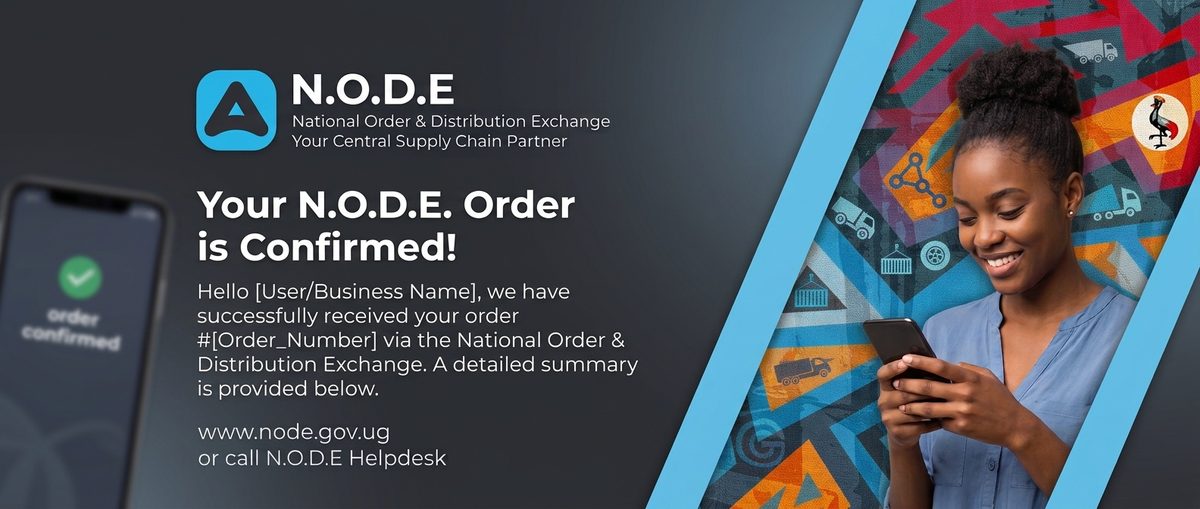 N.O.D.E
National Order & Distribution Exchange
Your Central Supply Chain Partner
Your N.O.D.E. Order
is Confirmed!
Hello [User/Business Name], we have
successfully received your order
#[Order_Number] via the National Order &
Distribution Exchange. A detailed summary
is provided below.
www.node.gov.ug
or call N.O.D.E Helpdesk
order
confirmed